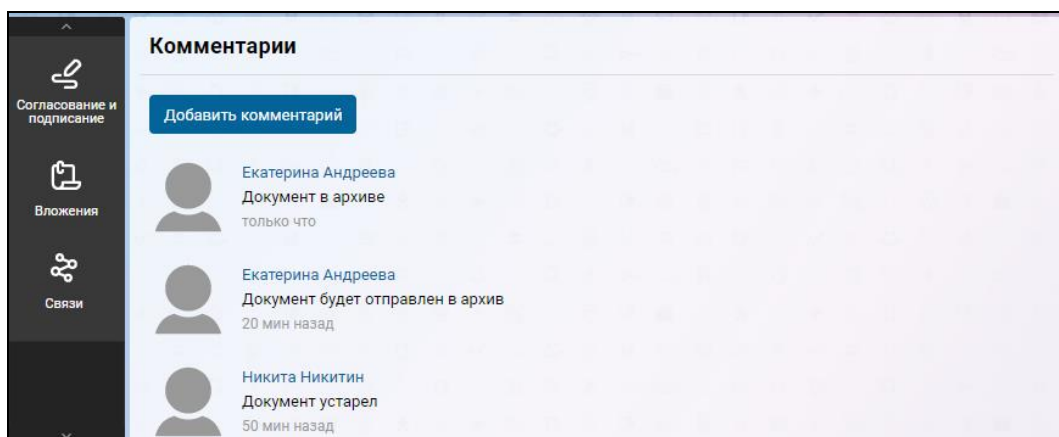 Комментарии
Согласование и
подписание
Добавить комментарий
Вложения
Связи
Екатерина Андреева
Документ в архиве
только что
Екатерина Андреева
Документ будет отправлен в архив
20 мин назад
Никита Никитин
Документ устарел
50 мин назад